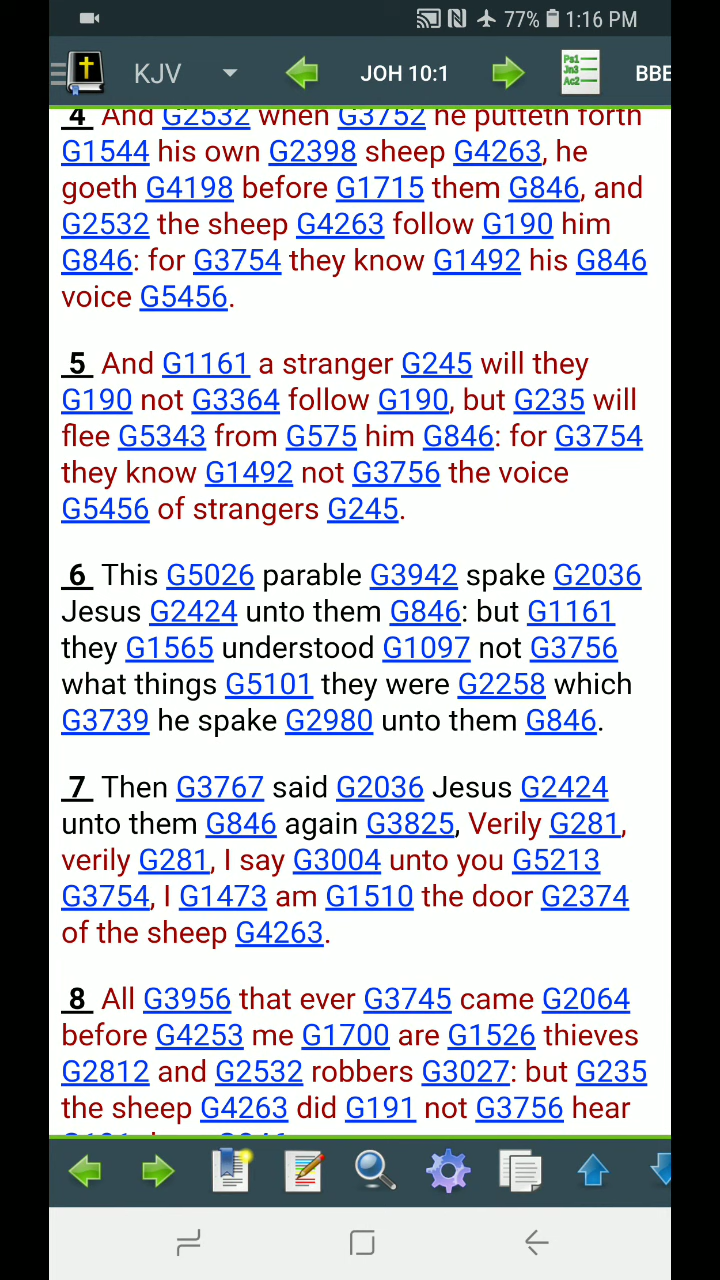 77% 1:16 PM
KJV JOH 10:1 Ps1 Jn3 Ac2 BBE
4 And G2532 when G3752 he putteth forth
G1544 his own G2398 sheep G4263, he
goeth G4198 before G1715 them G846, and
G2532 the sheep G4263 follow G190 him
G846: for G3754 they know G1492 his G846
voice G5456.
5 And G1161 a stranger G245 will they
G190 not G3364 follow G190, but G235 will
flee G5343 from G575 him G846: for G3754
they know G1492 not G3756 the voice
G5456 of strangers G245.
6 This G5026 parable G3942 spake G2036
Jesus G2424 unto them G846: but G1161
they G1565 understood G1097 not G3756
what things G5101 they were G2258 which
G3739 he spake G2980 unto them G846.
7 Then G3767 said G2036 Jesus G2424
unto them G846 again G3825, Verily G281,
verily G281, I say G3004 unto you G5213
G3754, I G1473 am G1510 the door G2374
of the sheep G4263.
8 All G3956 that ever G3745 came G2064
before G4253 me G1700 are G1526 thieves
G2812 and G2532 robbers G3027: but G235
the sheep G4263 did G191 not G3756 hear